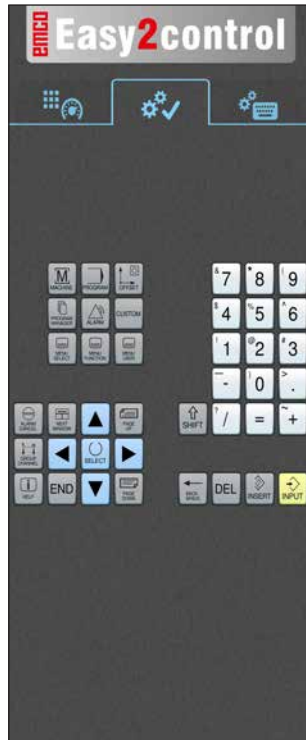 emco Easy2control
MACHINE PROGRAM OFFSET
PROGRAM MANAGER ALARM CUSTOM
MENU SELECT MENU FUNCTION MENU USER
& 7 * 8 ( 9
$ 4 % 5 ^ 6
! 1 @ 2 # 3
- ) 0 > .
ALARM CANCEL NEXT WINDOW PAGE UP SHIFT ? / = ~ +
GROUP CHANNEL SELECT
i HELP END PAGE DOWN BACK SPACE DEL INSERT INPUT